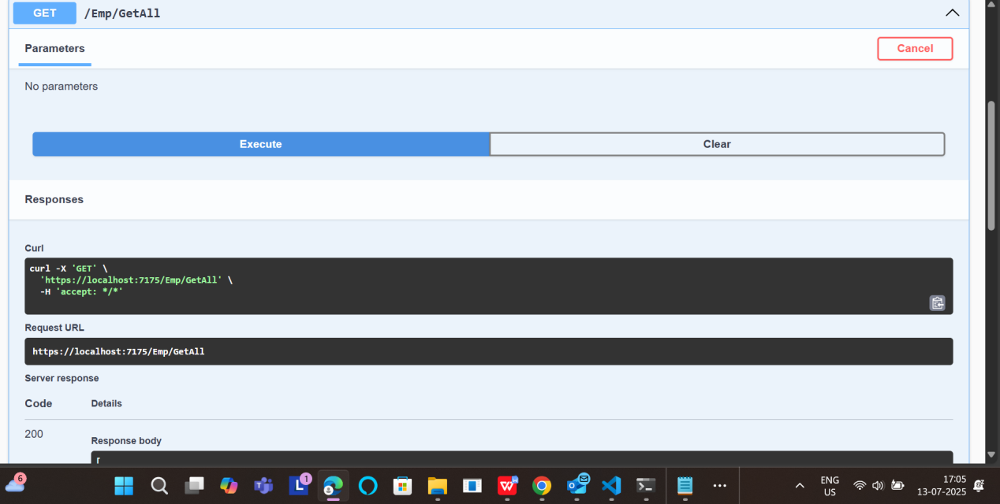 GET /Emp/GetAll
Parameters
Cancel
No parameters
Execute
Clear
Responses
Curl
curl -X 'GET' \
'https://localhost:7175/Emp/GetAll' \
-H 'accept: */*'
Request URL
https://localhost:7175/Emp/GetAll
Server response
Code Details
200
Response body
[
6
1
L
W
ENG
US
17:05
13-07-2025